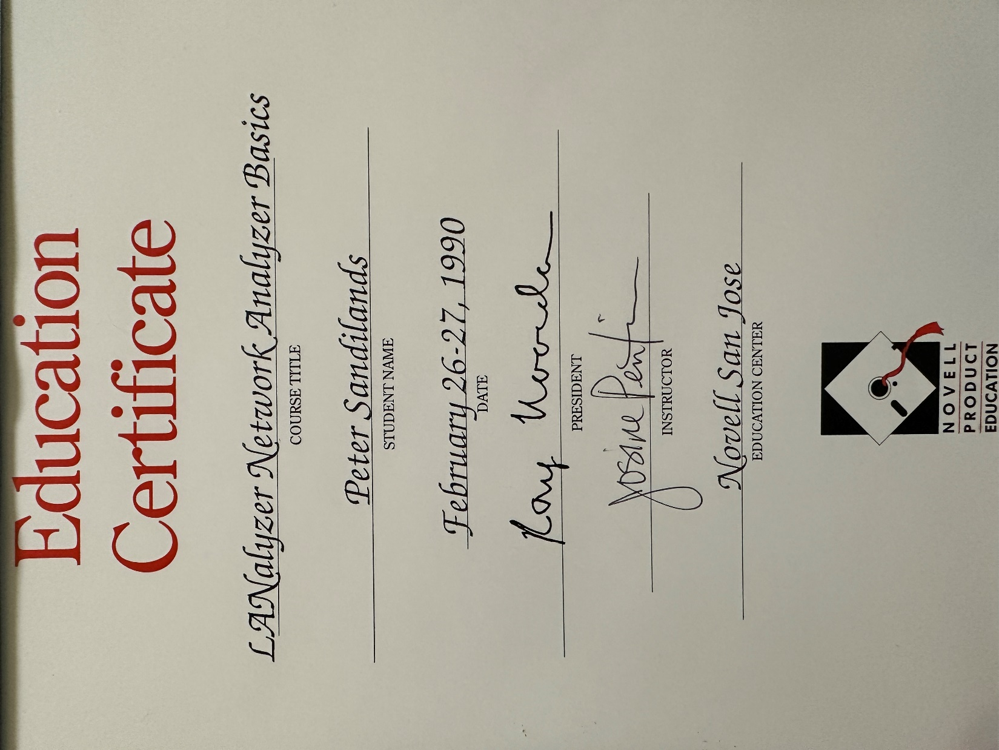 Education
Certificate
LANalyzer Network Analyzer Basics
COURSE TITLE
Peter Sandilands
STUDENT NAME
February 26-27, 1990
DATE
Ray Noorda
PRESIDENT
INSTRUCTOR
Novell San Jose
EDUCATION CENTER
NOVELL
PRODUCT
EDUCATION